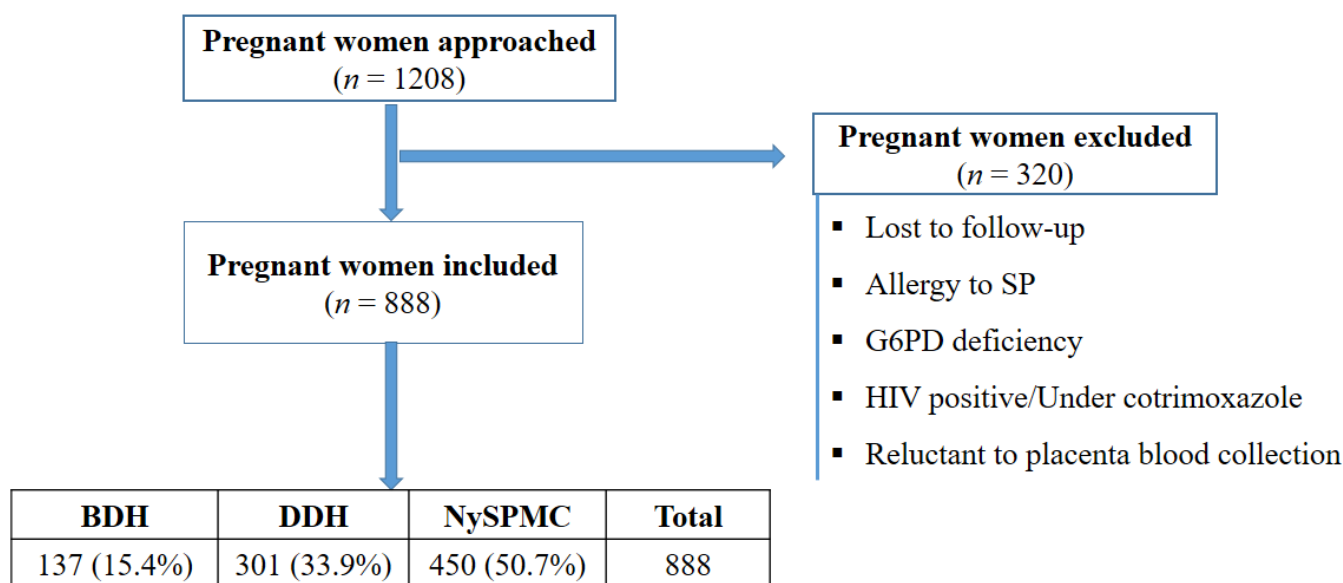 Pregnant women approached
(n = 1208)
Pregnant women excluded
(n = 320)
▪ Lost to follow-up
▪ Allergy to SP
▪ G6PD deficiency
▪ HIV positive/Under cotrimoxazole
▪ Reluctant to placenta blood collection
Pregnant women included
(n = 888)
BDH DDH NySPMC Total
137 (15.4%) 301 (33.9%) 450 (50.7%) 888